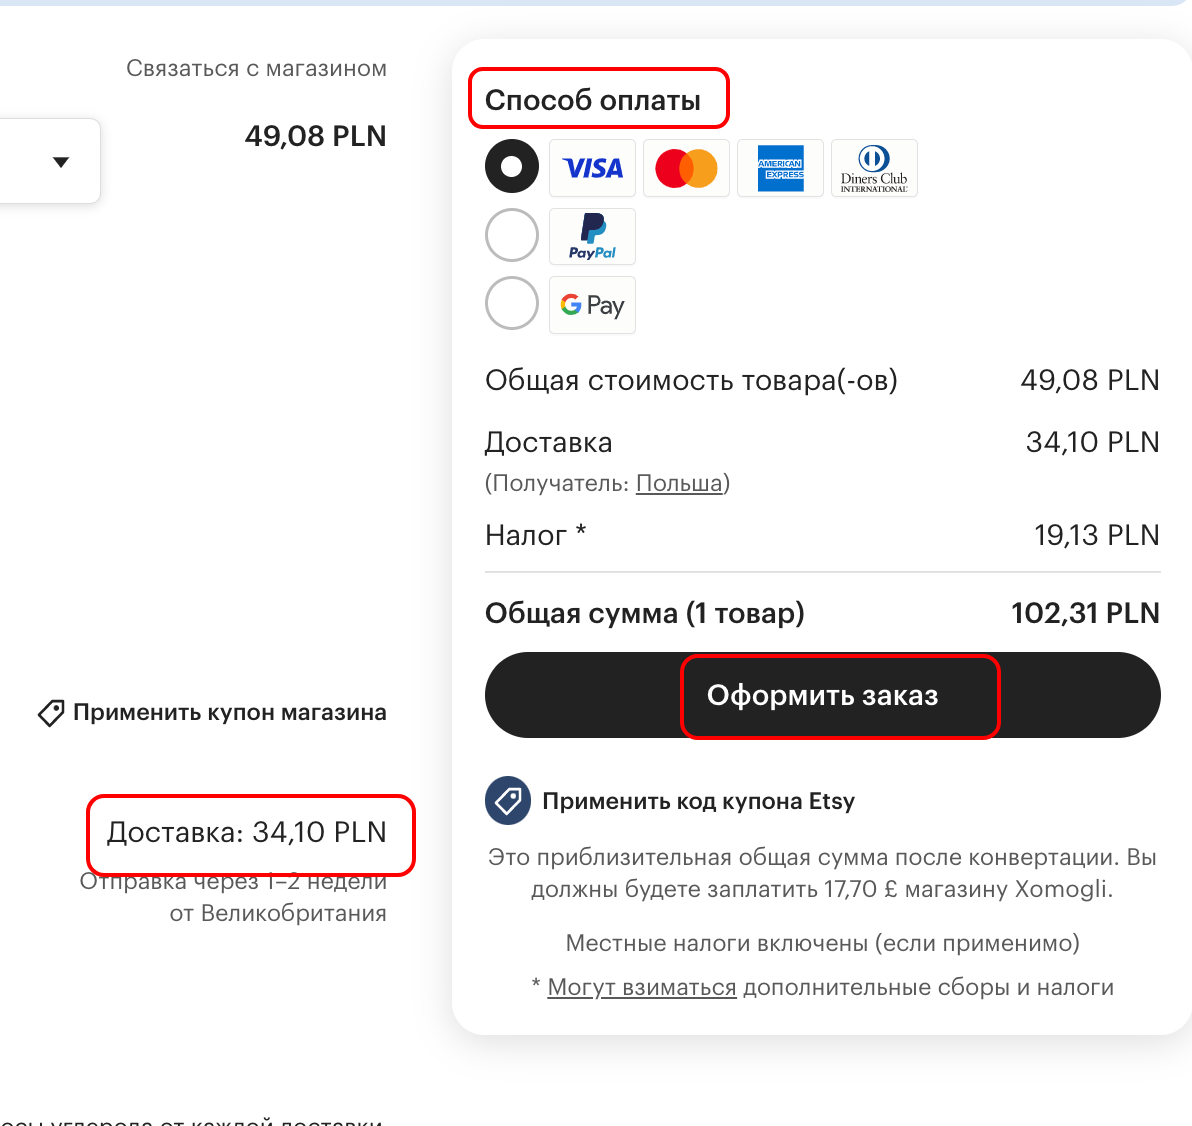 Связаться с магазином
49,08 PLN
Применить купон магазина
Доставка: 34,10 PLN
Отправка через 1–2 недели
от Великобритания
углерода от каждой доставки
Способ оплаты
VISA
AMERICAN
EXPRESS
Diners Club
INTERNATIONAL
PayPal
G Pay
Общая стоимость товара(-ов) 49,08 PLN
Доставка 34,10 PLN
(Получатель: Польша)
Налог * 19,13 PLN
Общая сумма (1 товар) 102,31 PLN
Оформить заказ
Применить код купона Etsy
Это приблизительная общая сумма после конвертации. Вы
должны будете заплатить 17,70 £ магазину Xomogli.
Местные налоги включены (если применимо)
* Могут взиматься дополнительные сборы и налоги